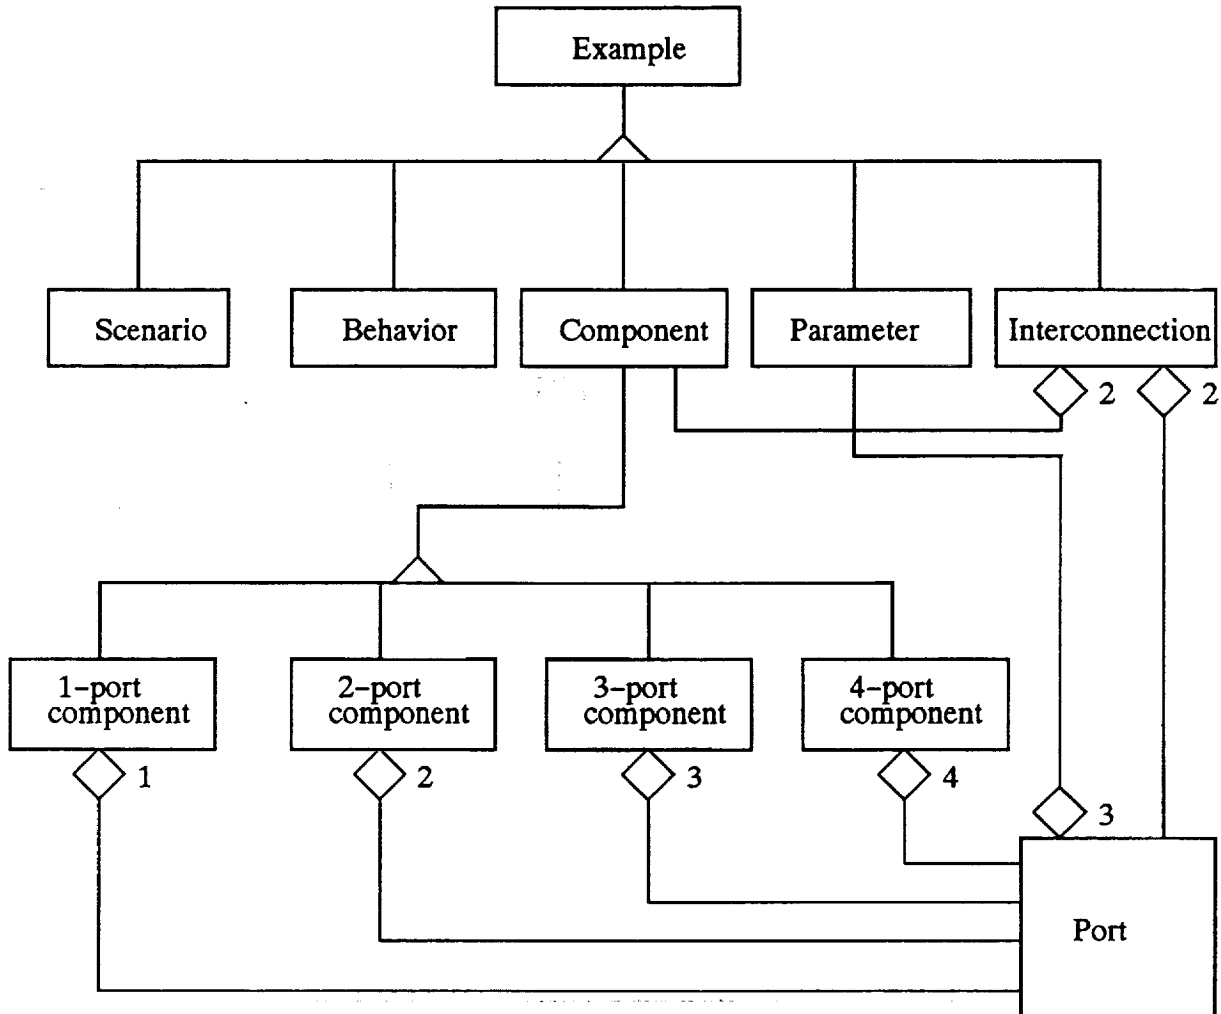 Example
Scenario
Behavior
Component
Parameter
Interconnection
2
2
1-port
component
2-port
component
3-port
component
4-port
component
1
2
3
4
3
Port